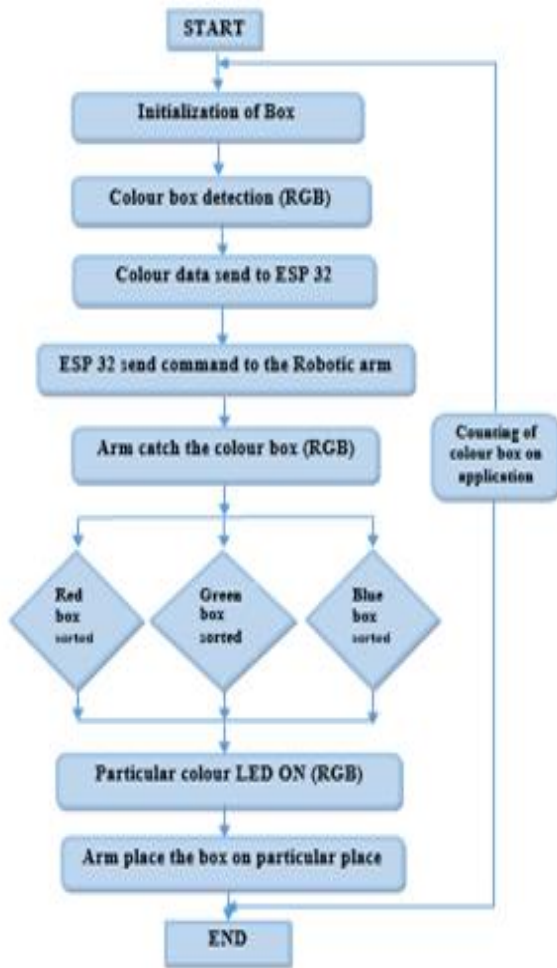 START
Initialization of Box
Colour box detection (RGB)
Colour data send to ESP 32
ESP 32 send command to the Robotic arm
Arm catch the colour box (RGB)
Counting of
colour box on
application
Red
box
sorted
Green
box
sorted
Blue
box
sorted
Particular colour LED ON (RGB)
Arm place the box on particular place
END